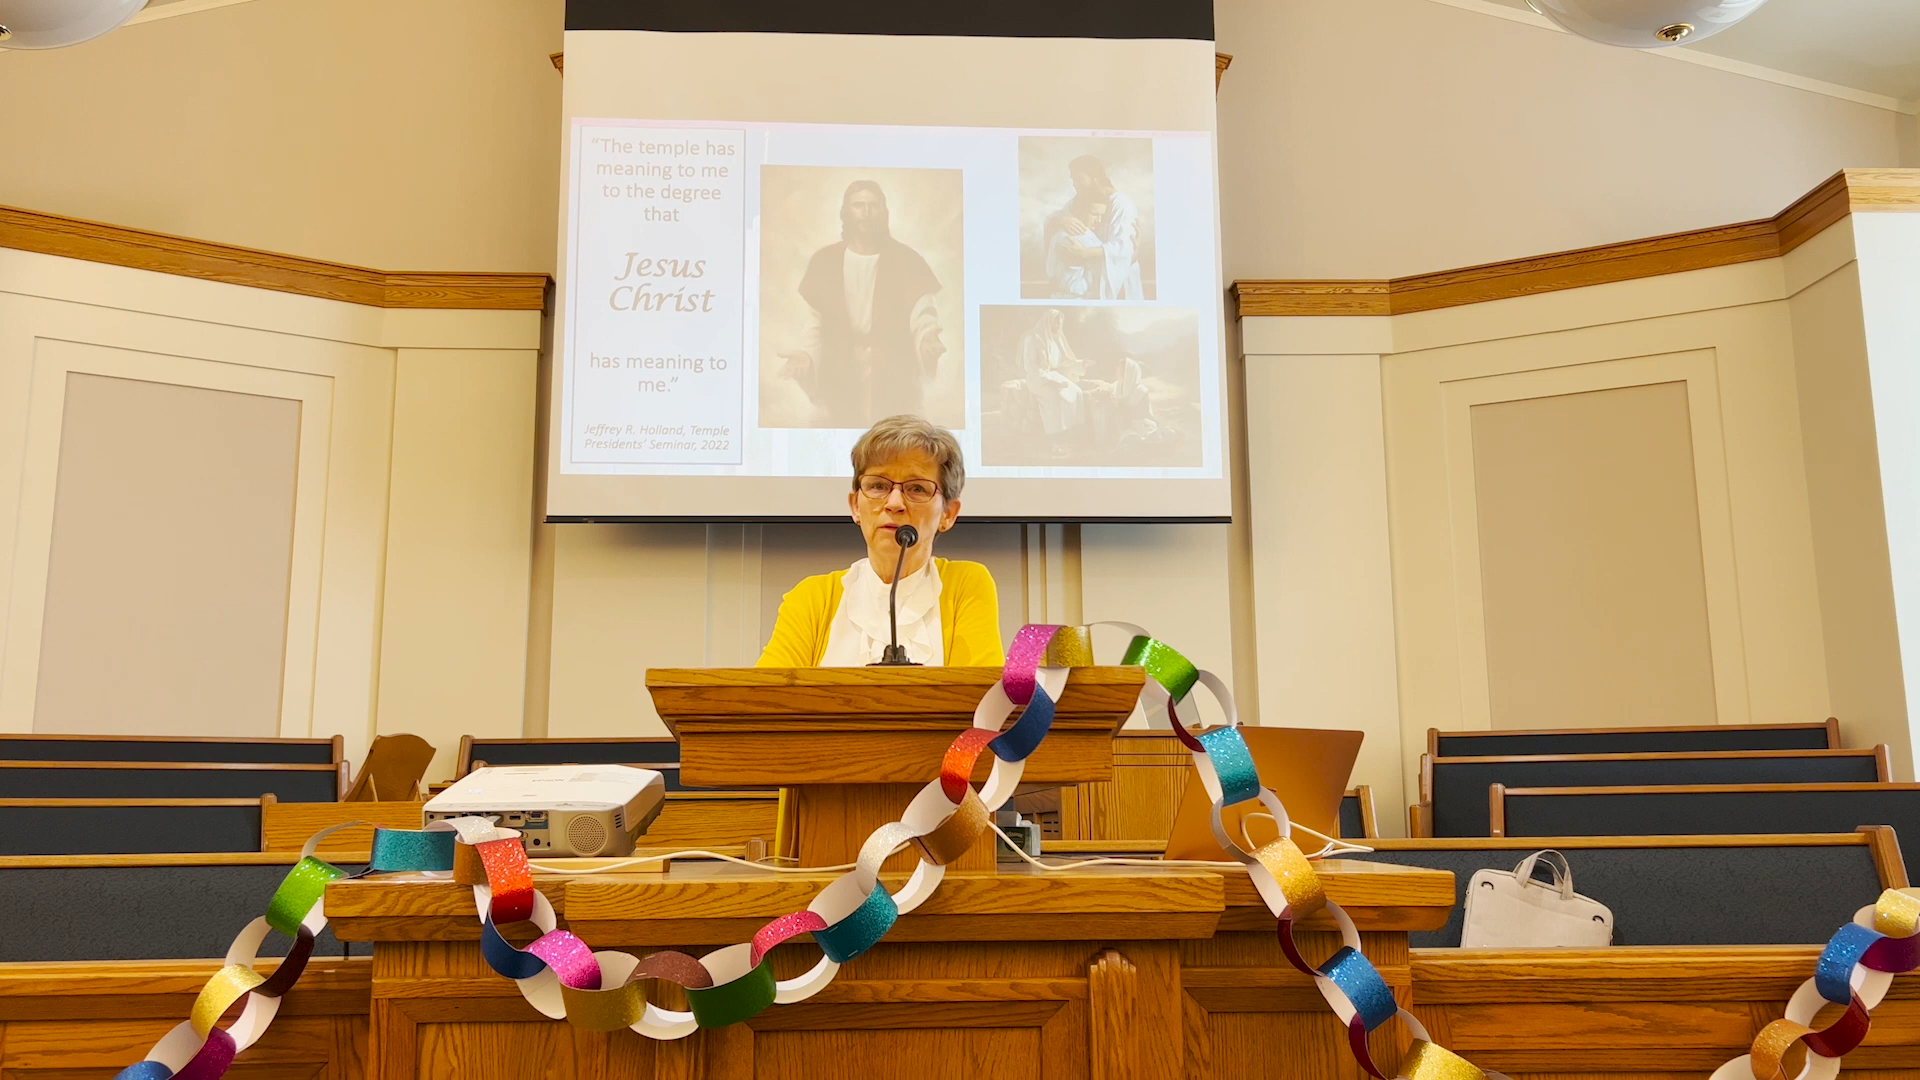 “The temple has
meaning to me
to the degree
that
Jesus
Christ
has meaning to
me.”
Jeffrey R. Holland, Temple
Presidents’ Seminar, 2022